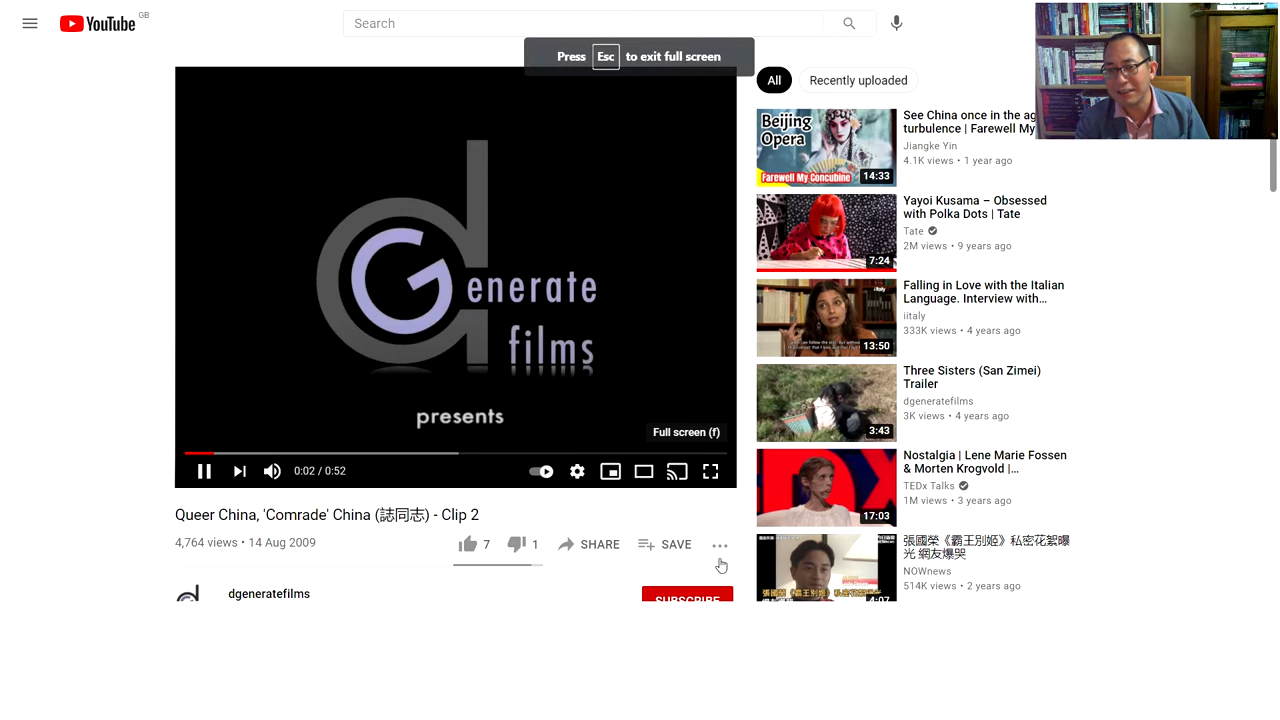 YouTube GB
Search
Press Esc to exit full screen
dGenerate
films
presents
Full screen (f)
0:02 / 0:52
Queer China, 'Comrade' China (誌同志) - Clip 2
4,764 views • 14 Aug 2009
7
1
SHARE
SAVE
dgeneratefilms
SUBSCRIBE
All
Recently uploaded
Beijing
Opera
Farewell My Concubine
14:33
See China once in the ag
turbulence | Farewell My
Jiangke Yin
4.1K views • 1 year ago
7:24
Yayoi Kusama – Obsessed
with Polka Dots | Tate
Tate
2M views • 9 years ago
iitaly
13:50
Falling in Love with the Italian
Language. Interview with...
iitaly
333K views • 4 years ago
3:43
Three Sisters (San Zimei)
Trailer
dgeneratefilms
3K views • 4 years ago
17:03
Nostalgia | Lene Marie Fossen
& Morten Krogvold |...
TEDx Talks
1M views • 3 years ago
4:07
張國榮《霸王別姬》私密花絮曝
光 網友爆哭
NOWnews
514K views • 2 years ago